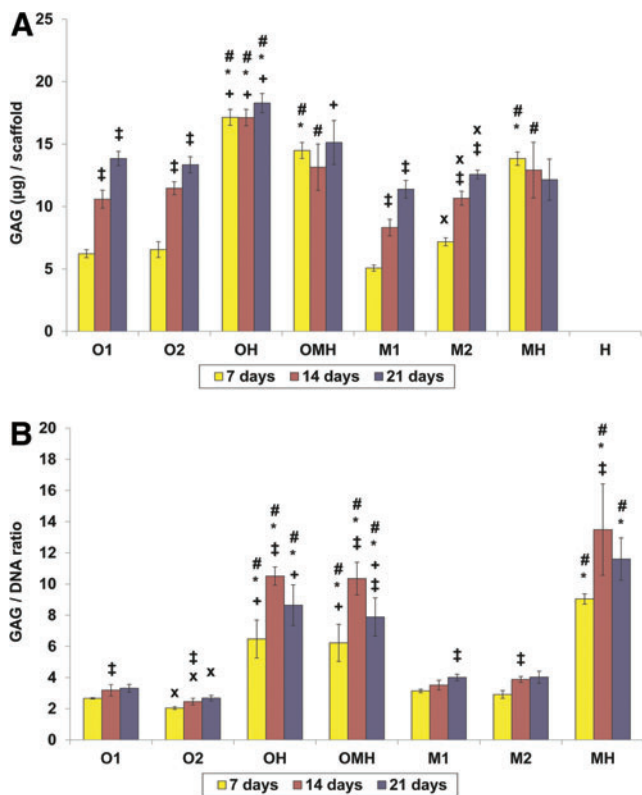 A
GAG (µg) / scaffold
25
20
15
10
5
0
‡ ‡
‡ ‡
# # #
* * *
+ + +
# # +
*
‡ ‡
x x x
‡ ‡
# #
*
O1 O2 OH OMH M1 M2 MH H
7 days 14 days 21 days
B
GAG / DNA ratio
20
18
16
14
12
10
8
6
4
2
0
‡
x ‡ x x
# # #
* * *
+ ‡ +
# # #
* * *
+ ‡ + ‡
‡
‡
# # #
* * *
‡
O1 O2 OH OMH M1 M2 MH
7 days 14 days 21 days